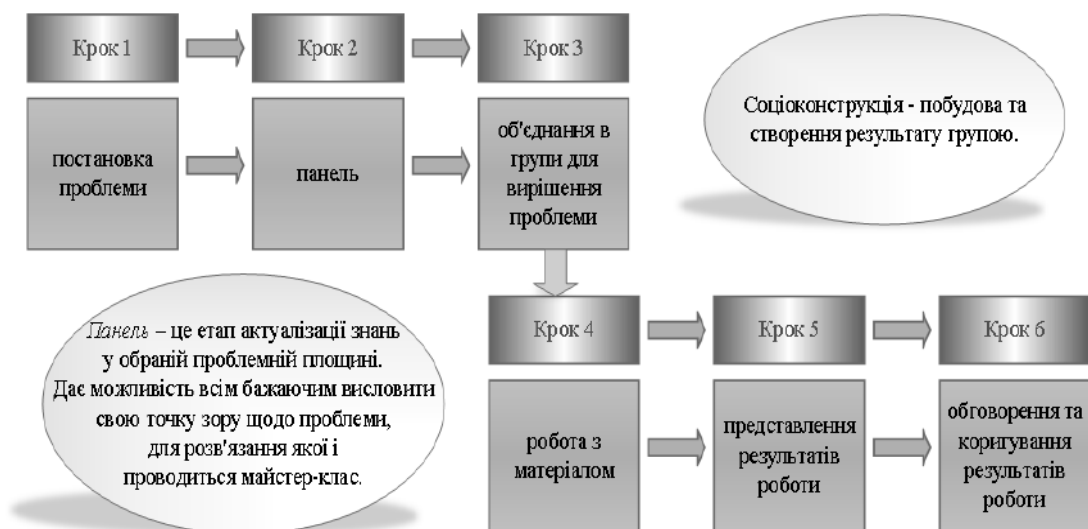 Крок 1
Крок 2
Крок 3
постановка
проблеми
панель
об'єднання в
групи для
вирішення
проблеми
Соціоконструкція - побудова та
створення результату групою.
Панель – це етап актуалізації знань
у обраній проблемній площині.
Дає можливість всім бажаючим висловити
свою точку зору щодо проблеми,
для розв'язання якої і
проводиться майстер-клас.
Крок 4
Крок 5
Крок 6
робота з
матеріалом
представлення
результатів
роботи
обговорення та
коригування
результатів
роботи